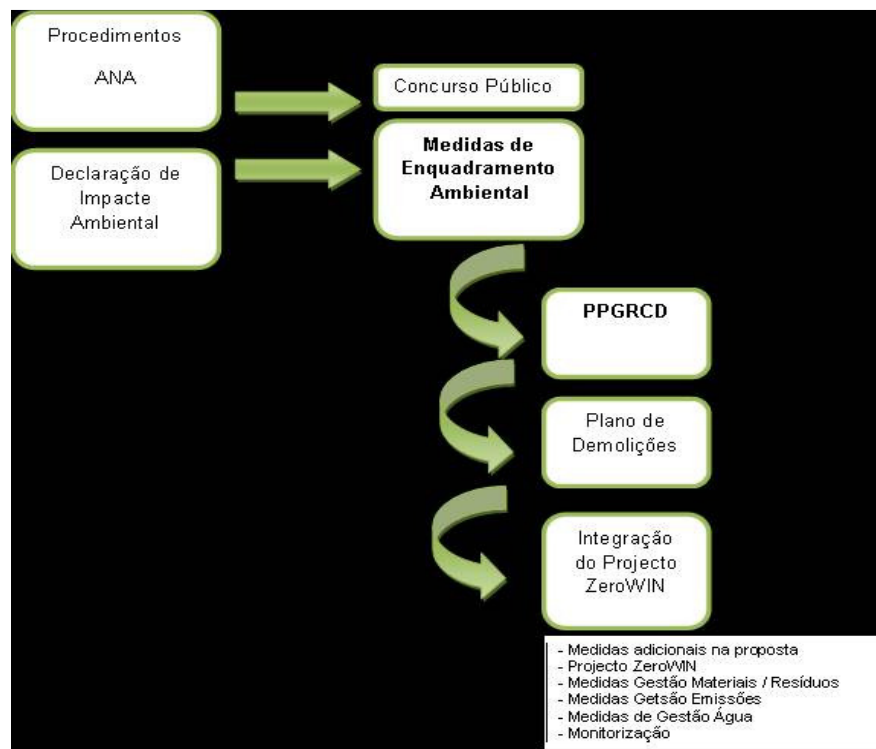 Procedimentos
ANA
Concurso Público
Declaração de
Impacte
Ambiental
Medidas de
Enquadramento
Ambiental
PPGRCD
Plano de
Demolições
Integração
do Projecto
ZeroWIN
- Medidas adicionais na proposta
- Projecto ZeroWIN
- Medidas Gestão Materiais / Resíduos
- Medidas Getsão Emissões
- Medidas de Gestão Água
- Monitorização